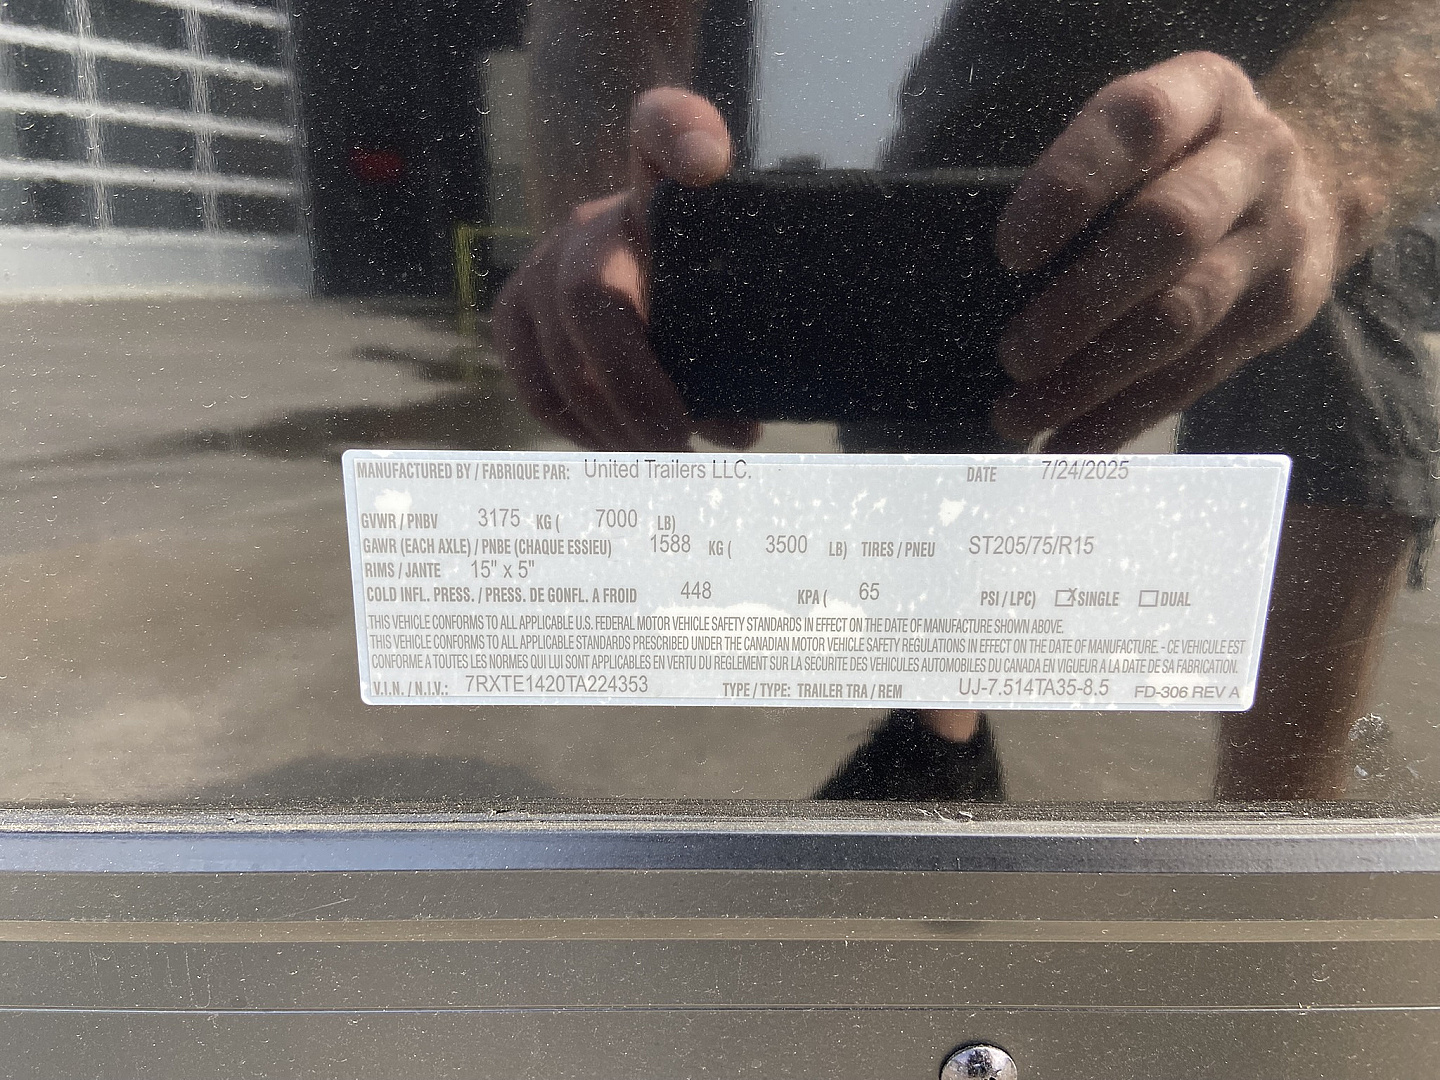 MANUFACTURED BY / FABRIQUE PAR: United Trailers LLC. DATE 7/24/2025
GVWR / PNBV 3175 KG ( 7000 LB)
GAWR (EACH AXLE) / PNBE (CHAQUE ESSIEU) 1588 KG ( 3500 LB) TIRES / PNEU ST205/75/R15
RIMS / JANTE 15" x 5"
COLD INFL. PRESS. / PRESS. DE GONFL. A FROID 448 KPA ( 65 PSI / LPC) X SINGLE DUAL
THIS VEHICLE CONFORMS TO ALL APPLICABLE U.S. FEDERAL MOTOR VEHICLE SAFETY STANDARDS IN EFFECT ON THE DATE OF MANUFACTURE SHOWN ABOVE.
THIS VEHICLE CONFORMS TO ALL APPLICABLE STANDARDS PRESCRIBED UNDER THE CANADIAN MOTOR VEHICLE SAFETY REGULATIONS IN EFFECT ON THE DATE OF MANUFACTURE. - CE VEHICULE EST
CONFORME A TOUTES LES NORMES QUI LUI SONT APPLICABLES EN VERTU DU REGLEMENT SUR LA SECURITE DES VEHICULES AUTOMOBILES DU CANADA EN VIGUEUR A LA DATE DE SA FABRICATION.
V.I.N. / N.I.V.: 7RXTE1420TA224353 TYPE / TYPE: TRAILER TRA / REM UJ-7.514TA35-8.5 FD-306 REV A